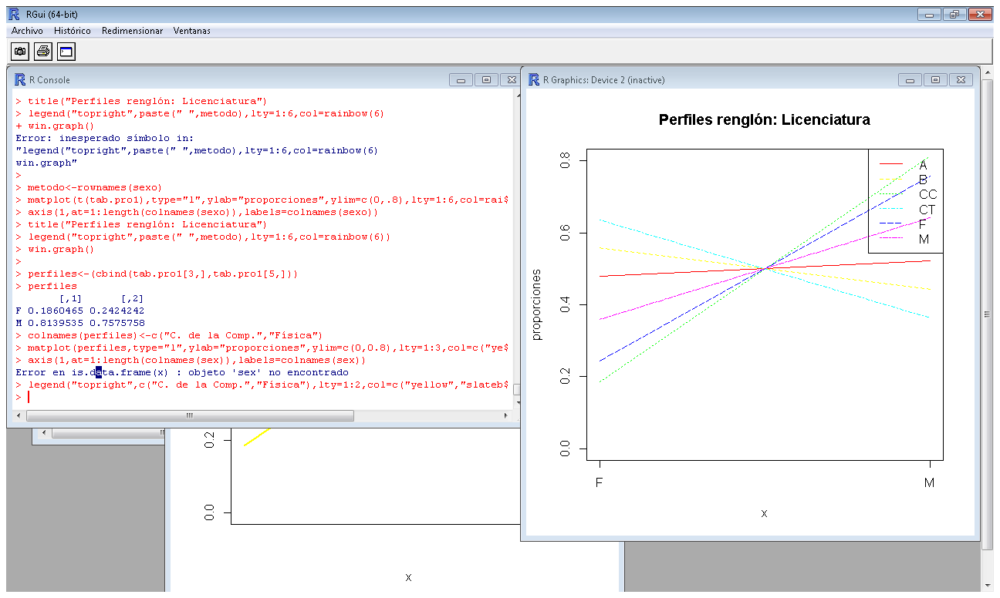 RGui (64-bit)
Archivo Histórico Redimensionar Ventanas
R Console
> title("Perfiles renglón: Licenciatura")
> legend("topright",paste(" ",metodo),lty=1:6,col=rainbow(6)
+ win.graph()
Error: inesperado símbolo in:
"legend("topright",paste(" ",metodo),lty=1:6,col=rainbow(6)
win.graph"
>
> metodo<-rownames(sexo)
> matplot(t(tab.pro1),type="l",ylab="proporciones",ylim=c(0,.8),lty=1:6,col=rai$
> axis(1,at=1:length(colnames(sexo)),labels=colnames(sexo))
> title("Perfiles renglón: Licenciatura")
> legend("topright",paste(" ",metodo),lty=1:6,col=rainbow(6))
> win.graph()
>
> perfiles<-(cbind(tab.pro1[3,],tab.pro1[5,]))
> perfiles
[,1] [,2]
F 0.1860465 0.2424242
M 0.8139535 0.7575758
> colnames(perfiles)<-c("C. de la Comp.","Física")
> matplot(perfiles,type="l",ylab="proporciones",ylim=c(0,0.8),lty=1:3,col=c("ye$
> axis(1,at=1:length(colnames(sex)),labels=colnames(sex))
Error en is.data.frame(x) : objeto 'sex' no encontrado
> legend("topright",c("C. de la Comp.","Física"),lty=1:2,col=c("yellow","slateb$
>
0.2
0.0
x
R Graphics: Device 2 (inactive)
Perfiles renglón: Licenciatura
A
B
CC
CT
F
M
proporciones
0.8
0.6
0.4
0.2
0.0
F M
x